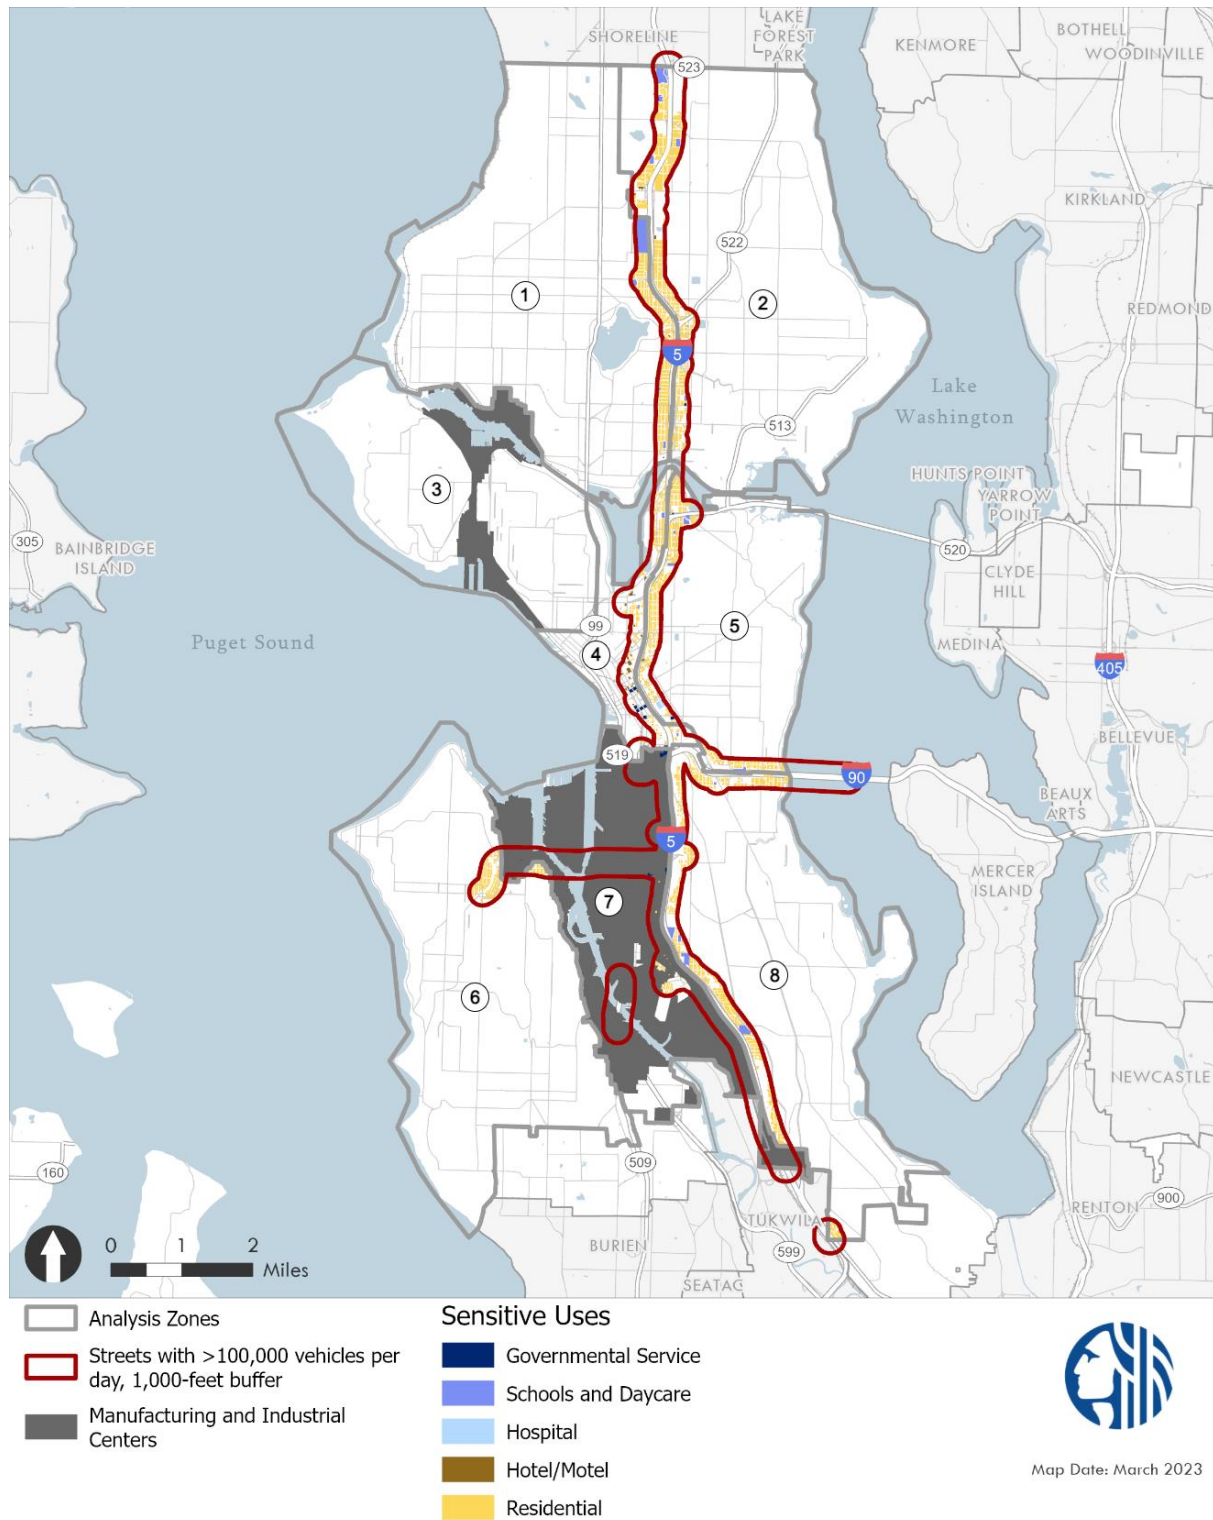 SHORELINE
LAKE
FOREST
PARK
KENMORE
BOTHELL
WOODINVILLE
523
KIRKLAND
522
1
2
REDMOND
5
Lake
Washington
513
3
HUNTS POINT
YARROW
POINT
305
BAINBRIDGE
ISLAND
520
CLYDE
HILL
99
5
Puget Sound
4
MEDINA
405
519
BELLEVUE
90
BEAUX
ARTS
5
MERCER
ISLAND
7
8
6
NEWCASTLE
509
160
RENTON
900
TUKWILA
BURIEN
599
SEATAC
0 1 2
Miles
Analysis Zones
Streets with >100,000 vehicles per
day, 1,000-feet buffer
Manufacturing and Industrial
Centers
Sensitive Uses
Governmental Service
Schools and Daycare
Hospital
Hotel/Motel
Residential
Map Date: March 2023